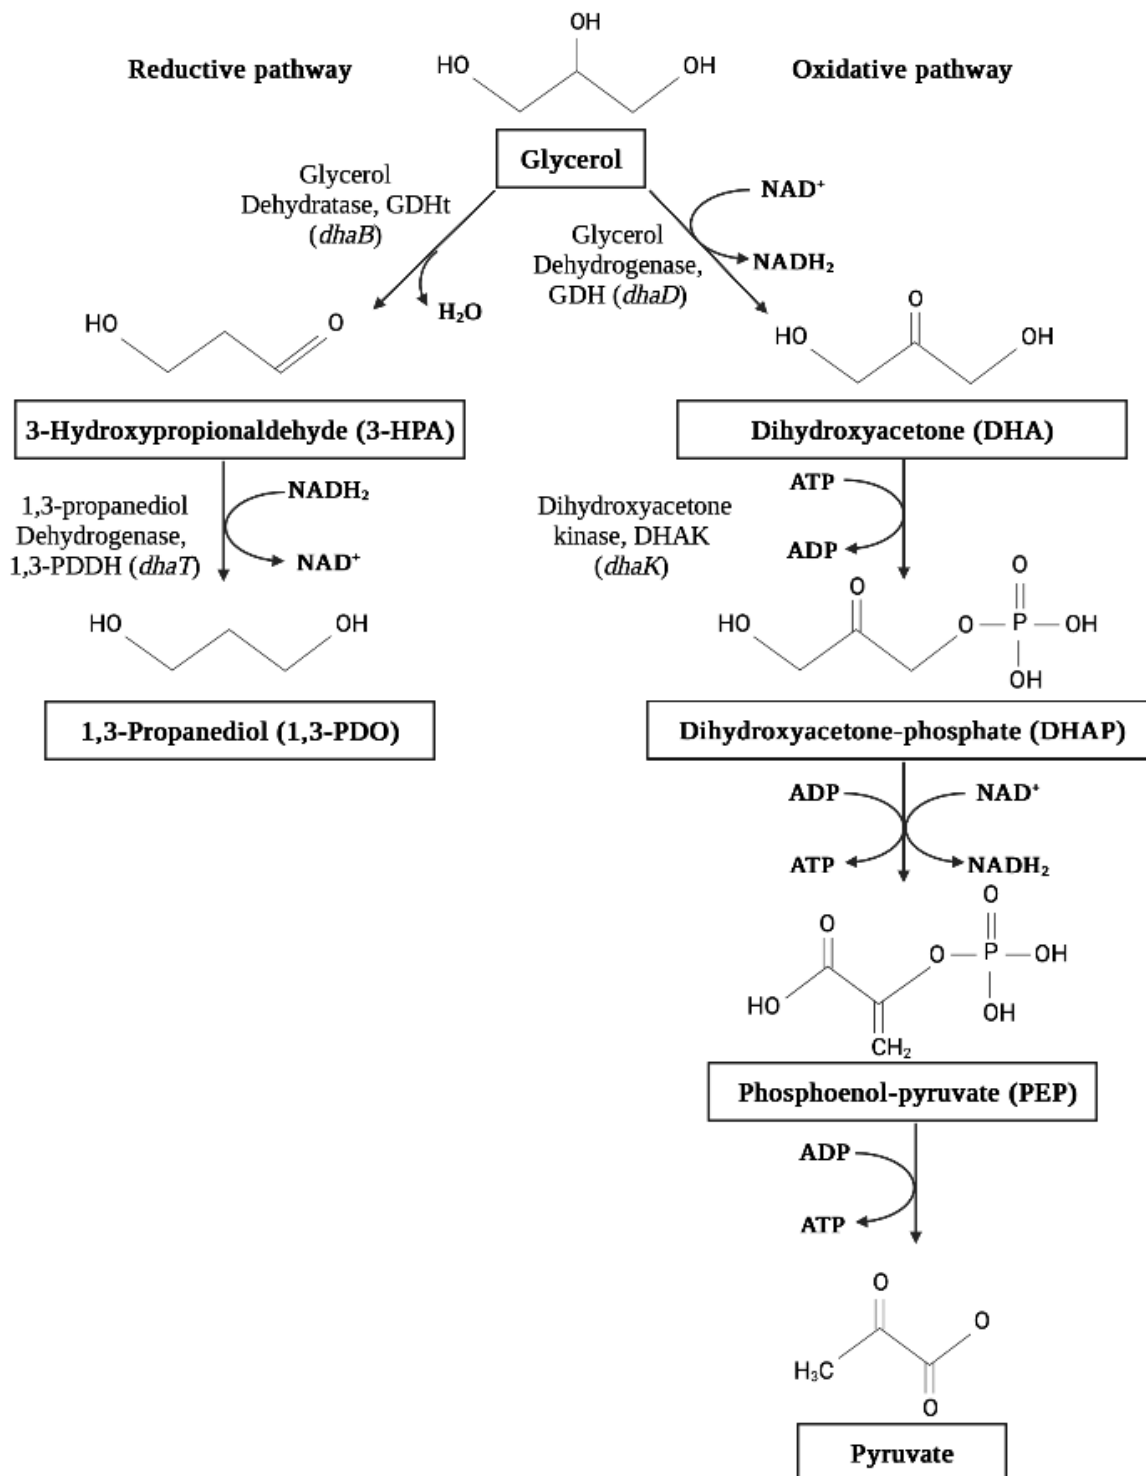 OH
Reductive pathway
HO
OH
Oxidative pathway
Glycerol
Glycerol
Dehydratase, GDHt
(dhaB)
H₂O
Glycerol
Dehydrogenase,
GDH (dhaD)
NAD⁺
NADH₂
HO
O
3-Hydroxypropionaldehyde (3-HPA)
O
HO
OH
Dihydroxyacetone (DHA)
1,3-propanediol
Dehydrogenase,
1,3-PDDH (dhaT)
NADH₂
NAD⁺
Dihydroxyacetone
kinase, DHAK
(dhaK)
ATP
ADP
HO
OH
1,3-Propanediol (1,3-PDO)
O
O
HO
O
P
OH
OH
Dihydroxyacetone-phosphate (DHAP)
ADP
NAD⁺
ATP
NADH₂
O
O
O
P
OH
HO
OH
CH₂
Phosphoenol-pyruvate (PEP)
ADP
ATP
O
O
H₃C
O
Pyruvate